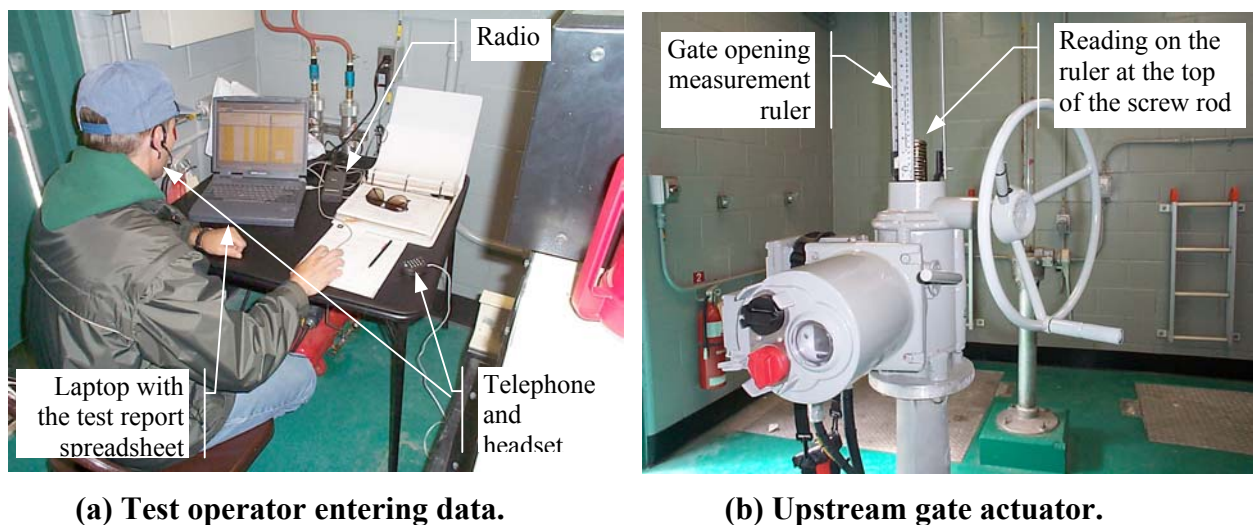 Radio
Laptop with
the test report
spreadsheet
Telephone
and
headset
(a) Test operator entering data.
Gate opening
measurement
ruler
Reading on the
ruler at the top
of the screw rod
2
(b) Upstream gate actuator.